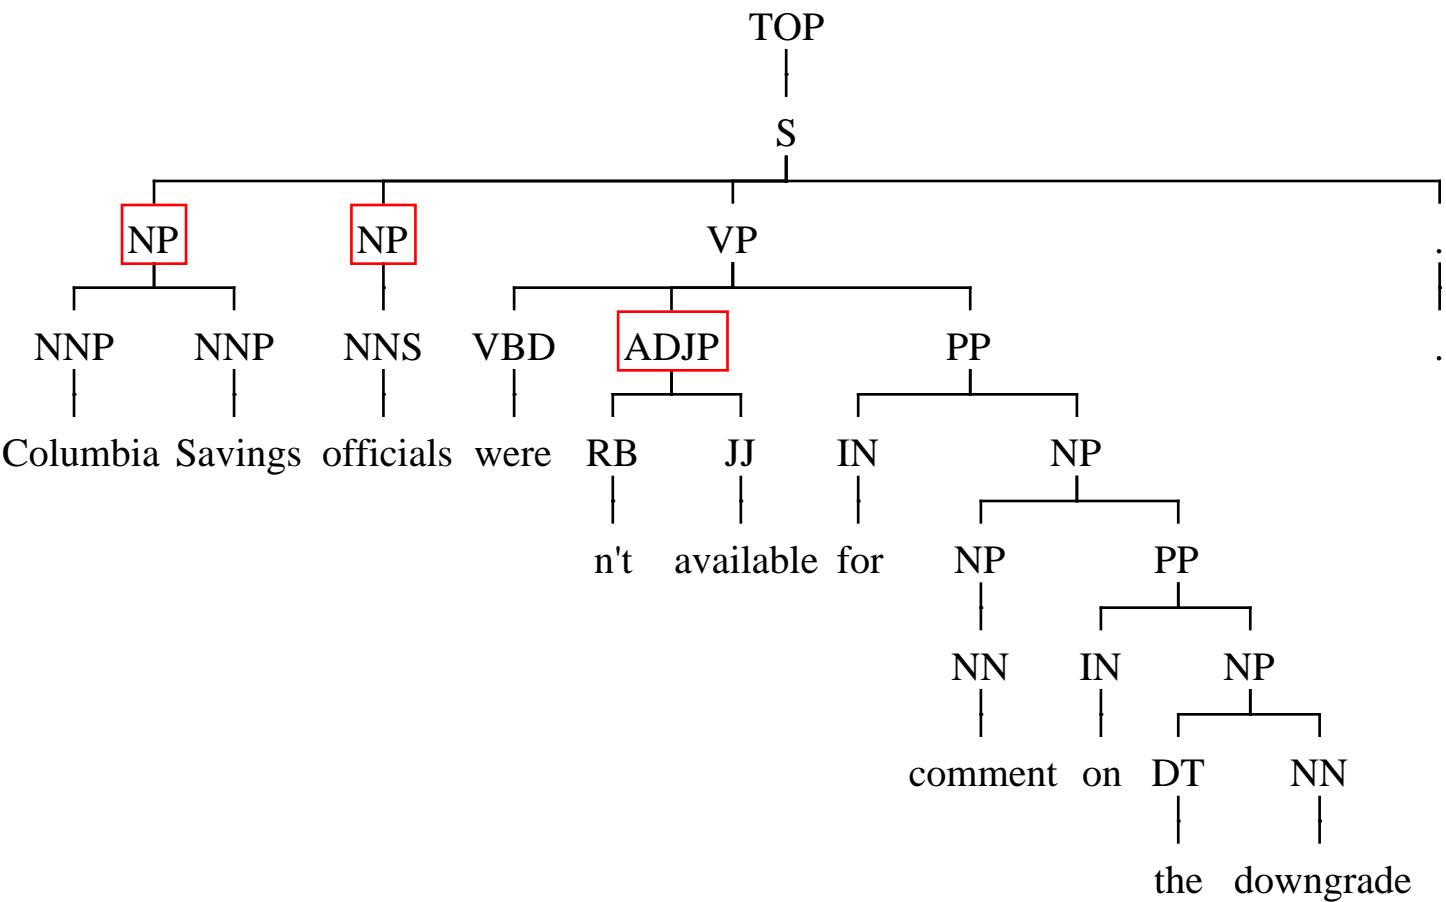 TOP
S
NP NP VP .
NNP NNP NNS VBD ADJP PP .
Columbia Savings officials were RB JJ IN NP
n't available for NP PP
NN IN NP
comment on DT NN
the downgrade